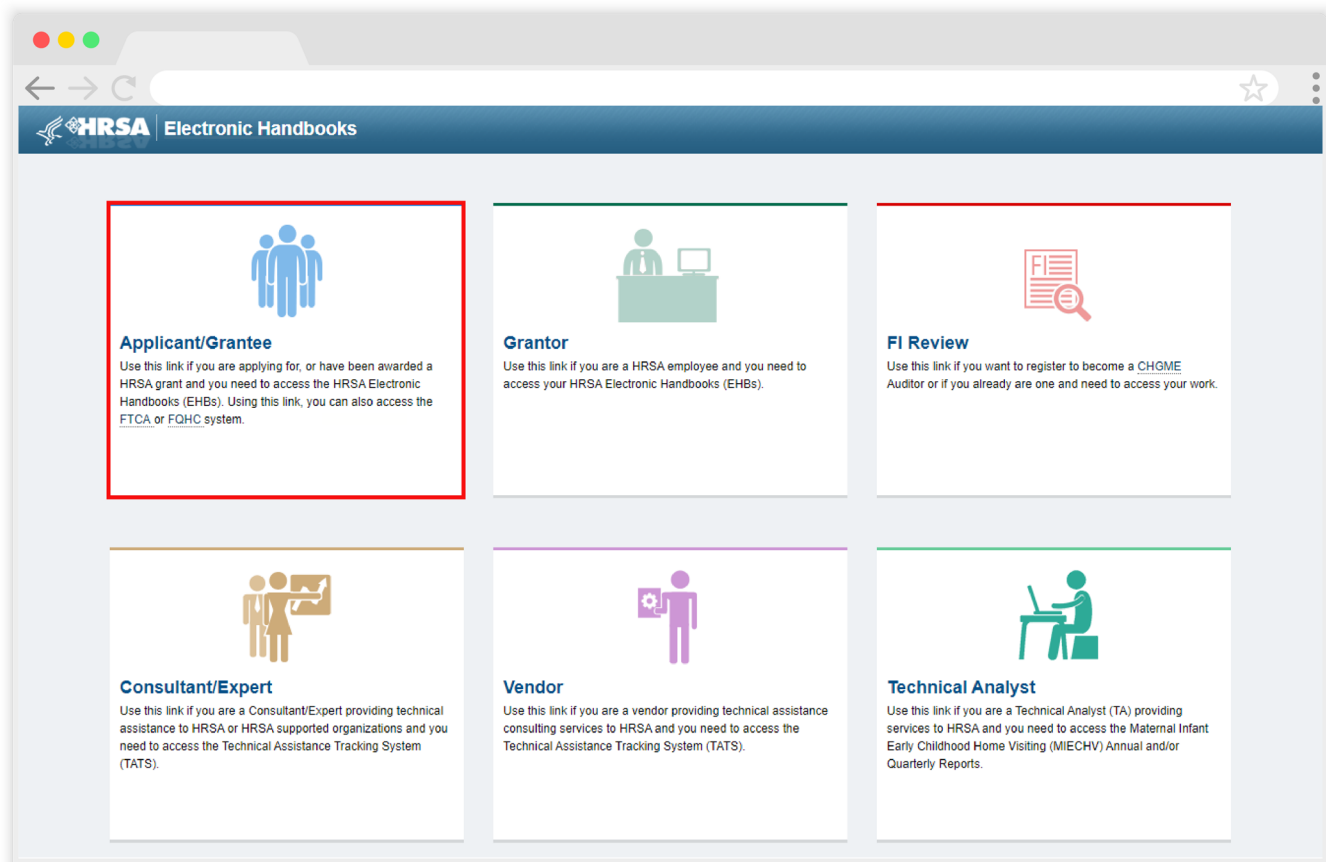 HRSA Electronic Handbooks
Applicant/Grantee
Use this link if you are applying for, or have been awarded a
HRSA grant and you need to access the HRSA Electronic
Handbooks (EHBs). Using this link, you can also access the
FTCA or FQHC system.
Grantor
Use this link if you are a HRSA employee and you need to
access your HRSA Electronic Handbooks (EHBs).
FI
FI Review
Use this link if you want to register to become a CHGME
Auditor or if you already are one and need to access your work.
Consultant/Expert
Use this link if you are a Consultant/Expert providing technical
assistance to HRSA or HRSA supported organizations and you
need to access the Technical Assistance Tracking System
(TATS).
Vendor
Use this link if you are a vendor providing technical assistance
consulting services to HRSA and you need to access the
Technical Assistance Tracking System (TATS).
Technical Analyst
Use this link if you are a Technical Analyst (TA) providing
services to HRSA and you need to access the Maternal Infant
Early Childhood Home Visiting (MIECHV) Annual and/or
Quarterly Reports.